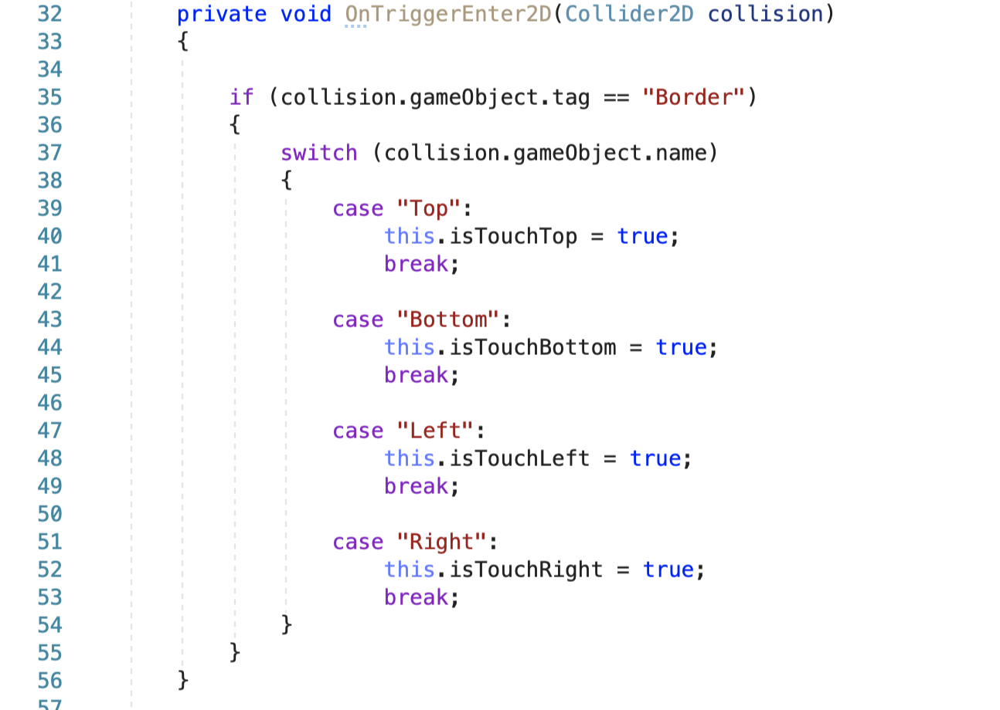 32 private void OnTriggerEnter2D(Collider2D collision)
33 {
34
35 if (collision.gameObject.tag == "Border")
36 {
37 switch (collision.gameObject.name)
38 {
39 case "Top":
40 this.isTouchTop = true;
41 break;
42
43 case "Bottom":
44 this.isTouchBottom = true;
45 break;
46
47 case "Left":
48 this.isTouchLeft = true;
49 break;
50
51 case "Right":
52 this.isTouchRight = true;
53 break;
54 }
55 }
56 }
57